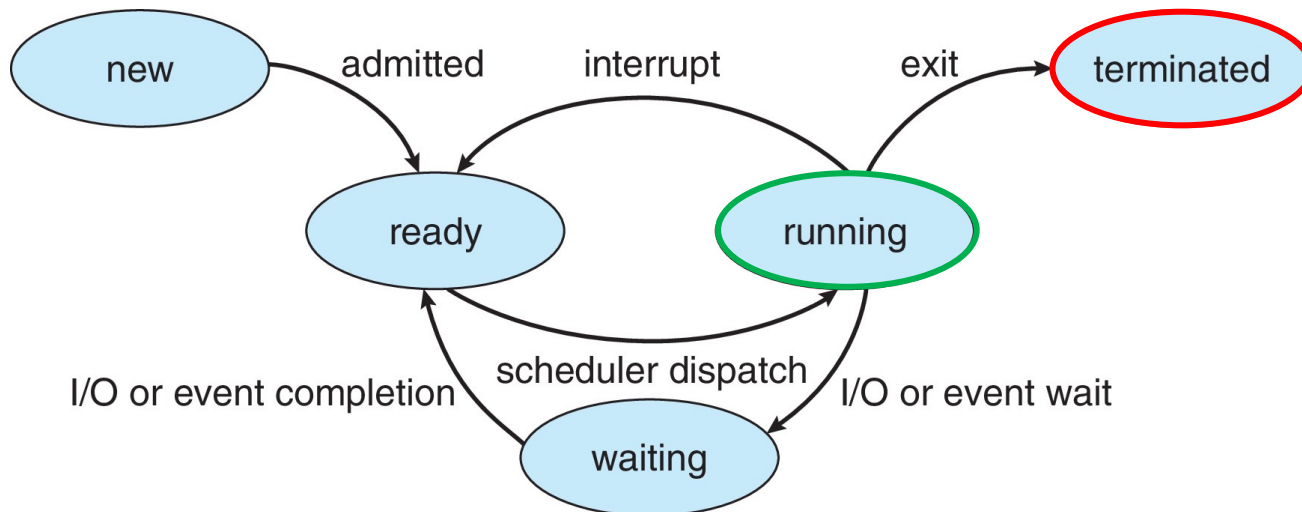 new
admitted
interrupt
exit
terminated
ready
running
scheduler dispatch
I/O or event completion
I/O or event wait
waiting